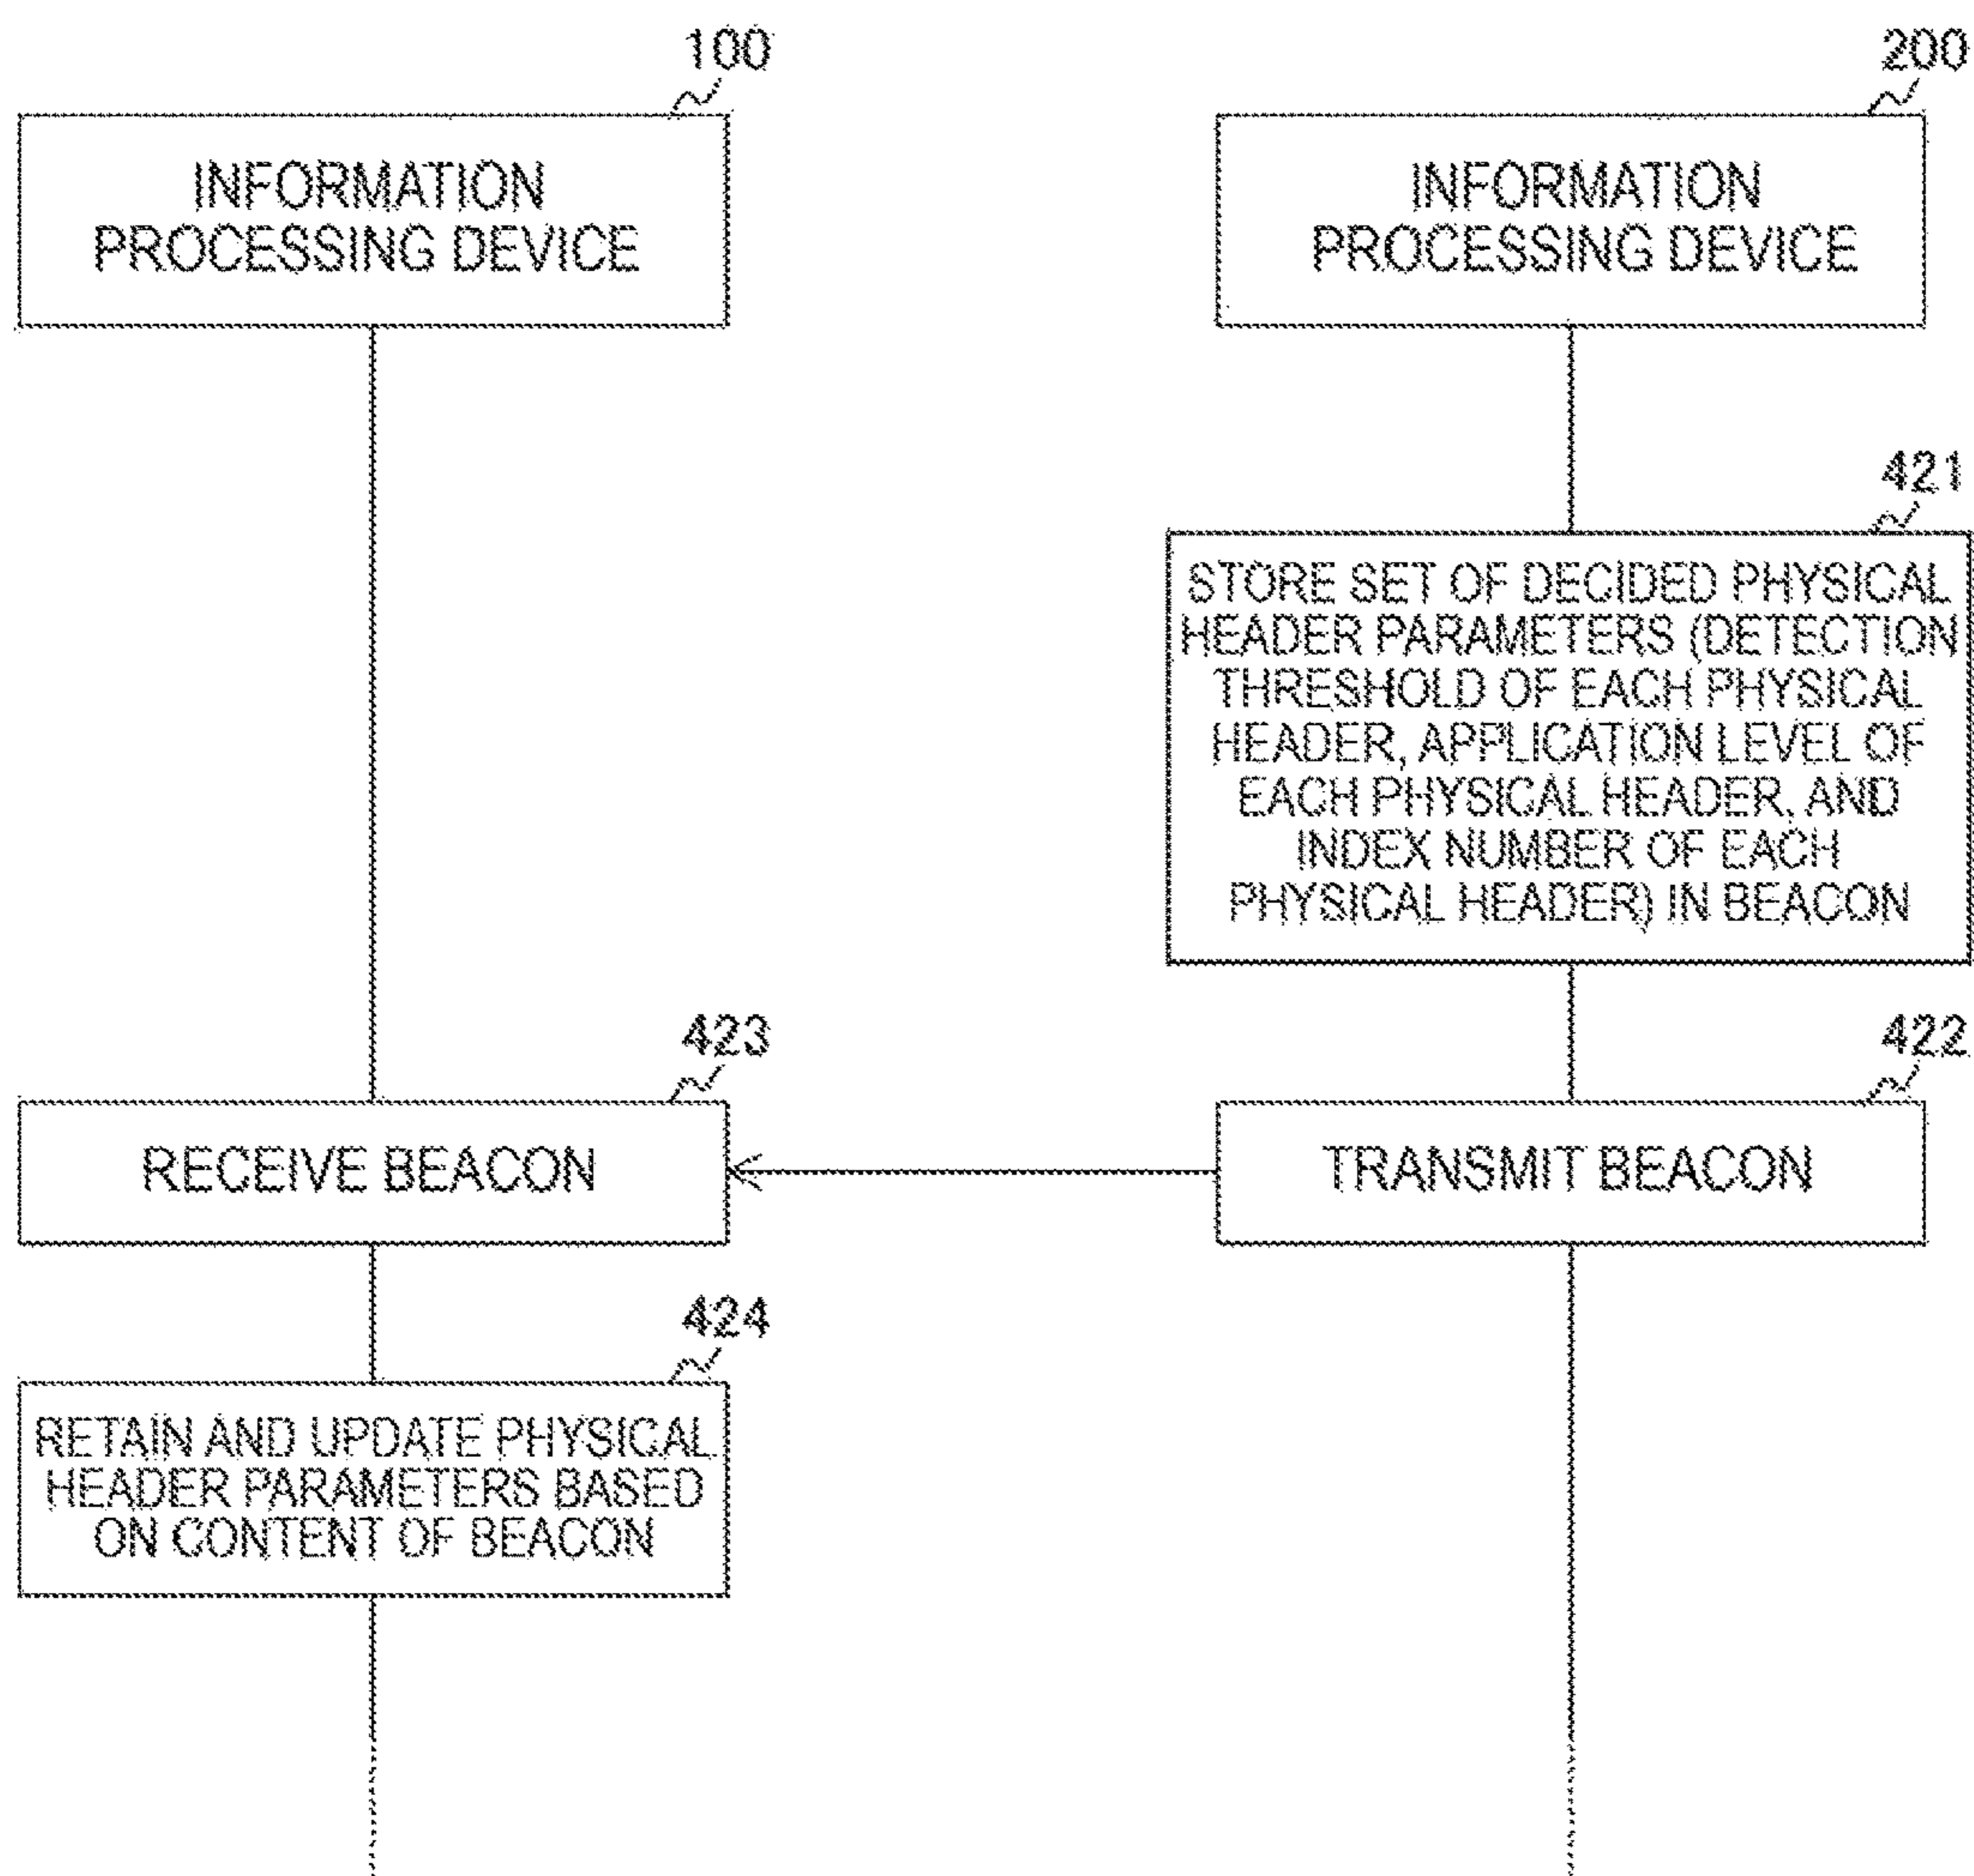 100
INFORMATION
PROCESSING DEVICE
200
INFORMATION
PROCESSING DEVICE
421
STORE SET OF DECIDED PHYSICAL
HEADER PARAMETERS (DETECTION
THRESHOLD OF EACH PHYSICAL
HEADER, APPLICATION LEVEL OF
EACH PHYSICAL HEADER, AND
INDEX NUMBER OF EACH
PHYSICAL HEADER) IN BEACON
423
RECEIVE BEACON
422
TRANSMIT BEACON
424
RETAIN AND UPDATE PHYSICAL
HEADER PARAMETERS BASED
ON CONTENT OF BEACON